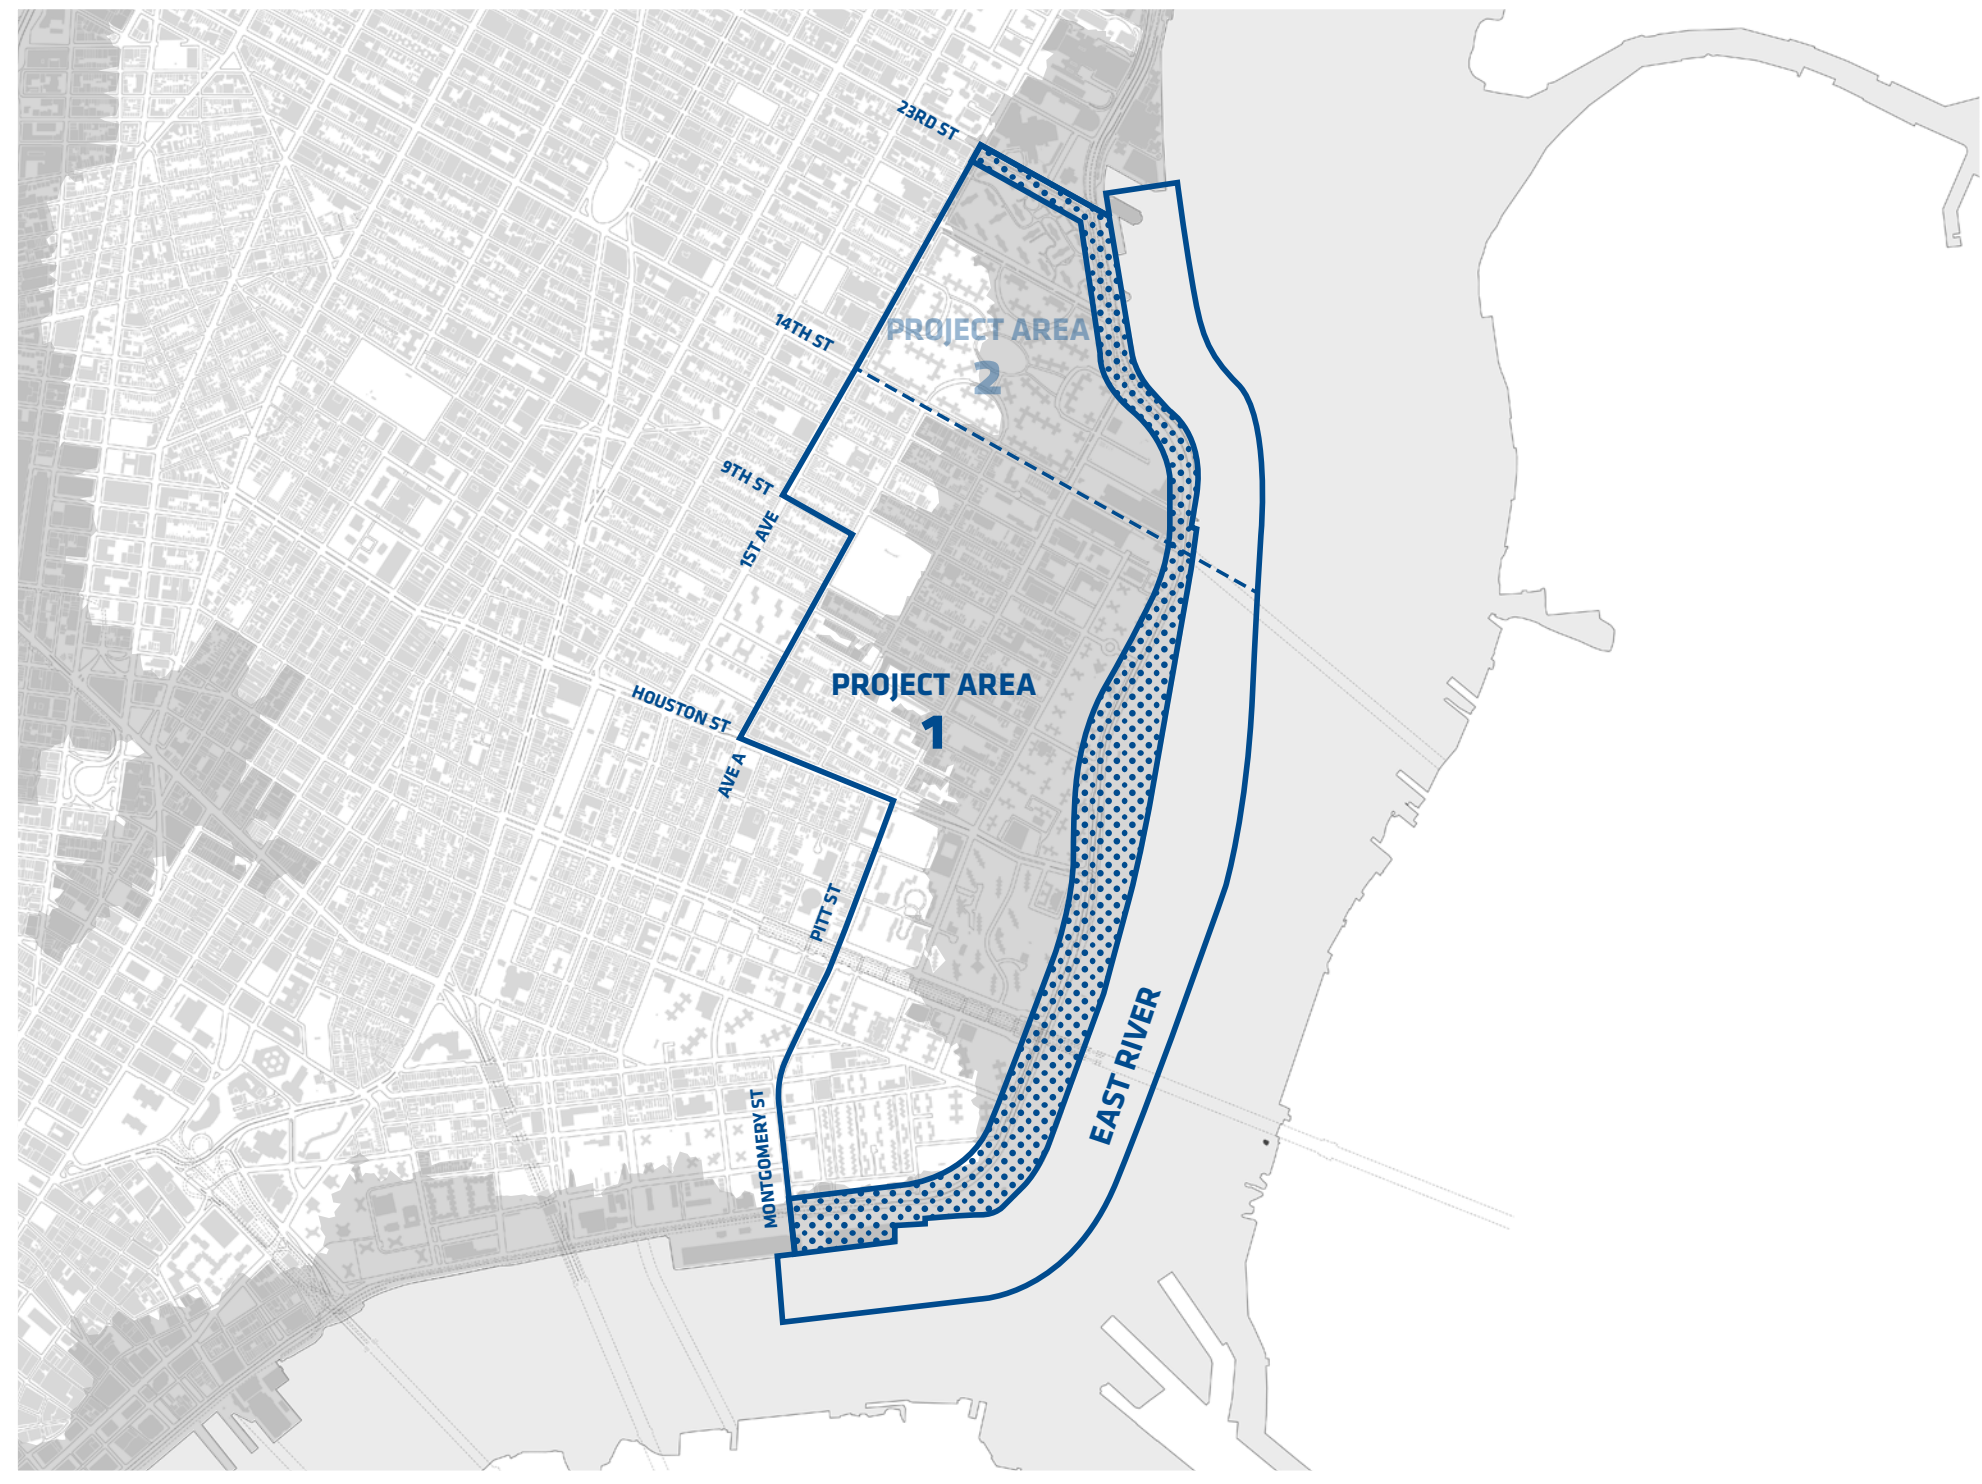 23RD ST
14TH ST
PROJECT AREA
2
9TH ST
1ST AVE
PROJECT AREA
1
HOUSTON ST
AVE A
PITT ST
EAST RIVER
MONTGOMERY ST